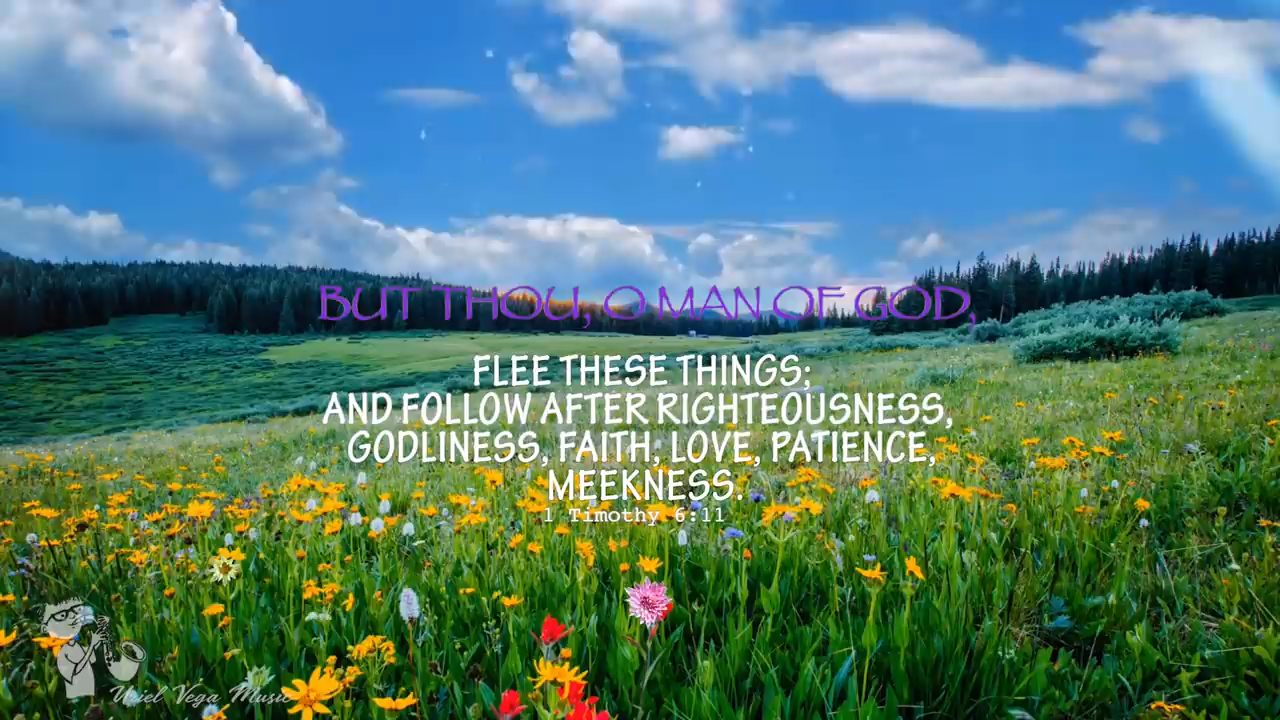 BUT THOU, O MAN OF GOD,
FLEE THESE THINGS;
AND FOLLOW AFTER RIGHTEOUSNESS,
GODLINESS, FAITH, LOVE, PATIENCE,
MEEKNESS.
1 Timothy 6:11
Uriel Vega Music